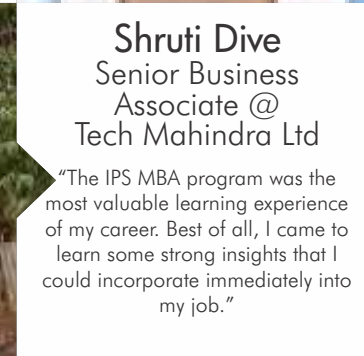 Shruti Dive
Senior Business
Associate @
Tech Mahindra Ltd
“The IPS MBA program was the
most valuable learning experience
of my career. Best of all, I came to
learn some strong insights that I
could incorporate immediately into
my job.”